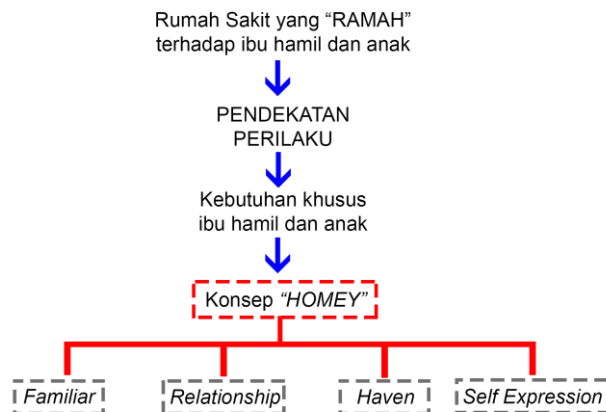 Rumah Sakit yang “RAMAH”
terhadap ibu hamil dan anak
PENDEKATAN
PERILAKU
Kebutuhan khusus
ibu hamil dan anak
Konsep “HOMEY”
Familiar
Relationship
Haven
Self Expression